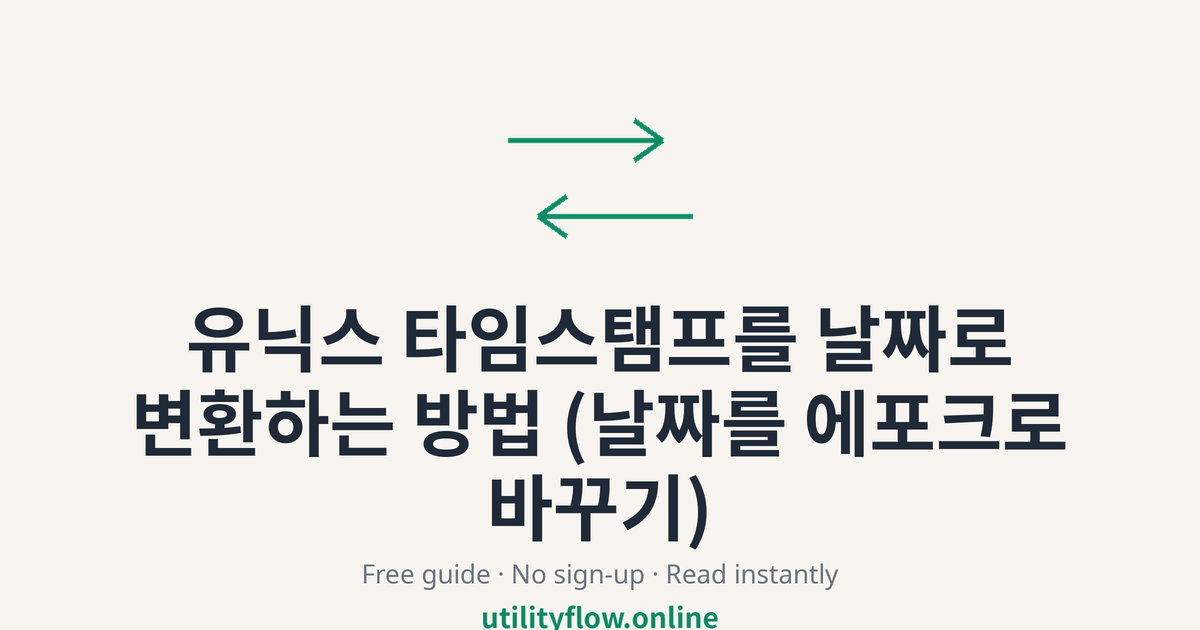 유닉스 타임스탬프를 날짜로
변환하는 방법 (날짜를 에포크로
바꾸기)
Free guide · No sign-up · Read instantly
utilityflow.online